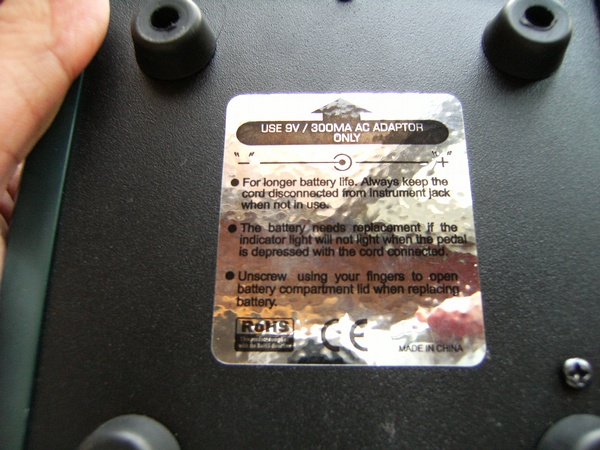 USE 9V / 300MA AC ADAPTOR
ONLY
"−" "+"
● For longer battery life. Always keep the
cord disconnected from Instrument jack
when not in use.
● The battery needs replacement if the
indicator light will not light when the pedal
is depressed with the cord connected.
● Unscrew using your fingers to open
battery compartment lid when replacing
battery.
RoHS
CE
MADE IN CHINA